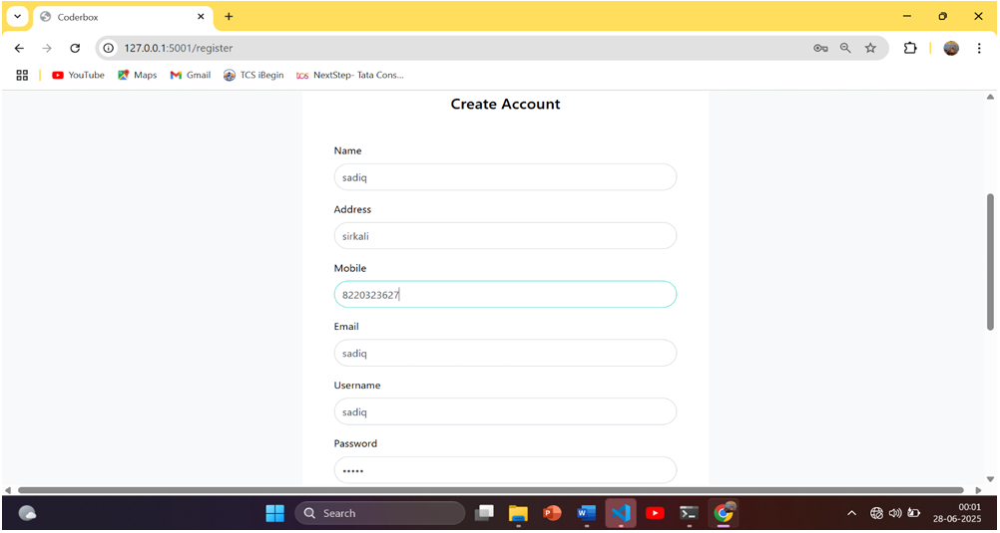 Coderbox
127.0.0.1:5001/register
YouTube Maps Gmail TCS iBegin NextStep- Tata Cons...
Create Account
Name
sadiq
Address
sirkali
Mobile
8220323627
Email
sadiq
Username
sadiq
Password
•••••
Search
00:01
28-06-2025